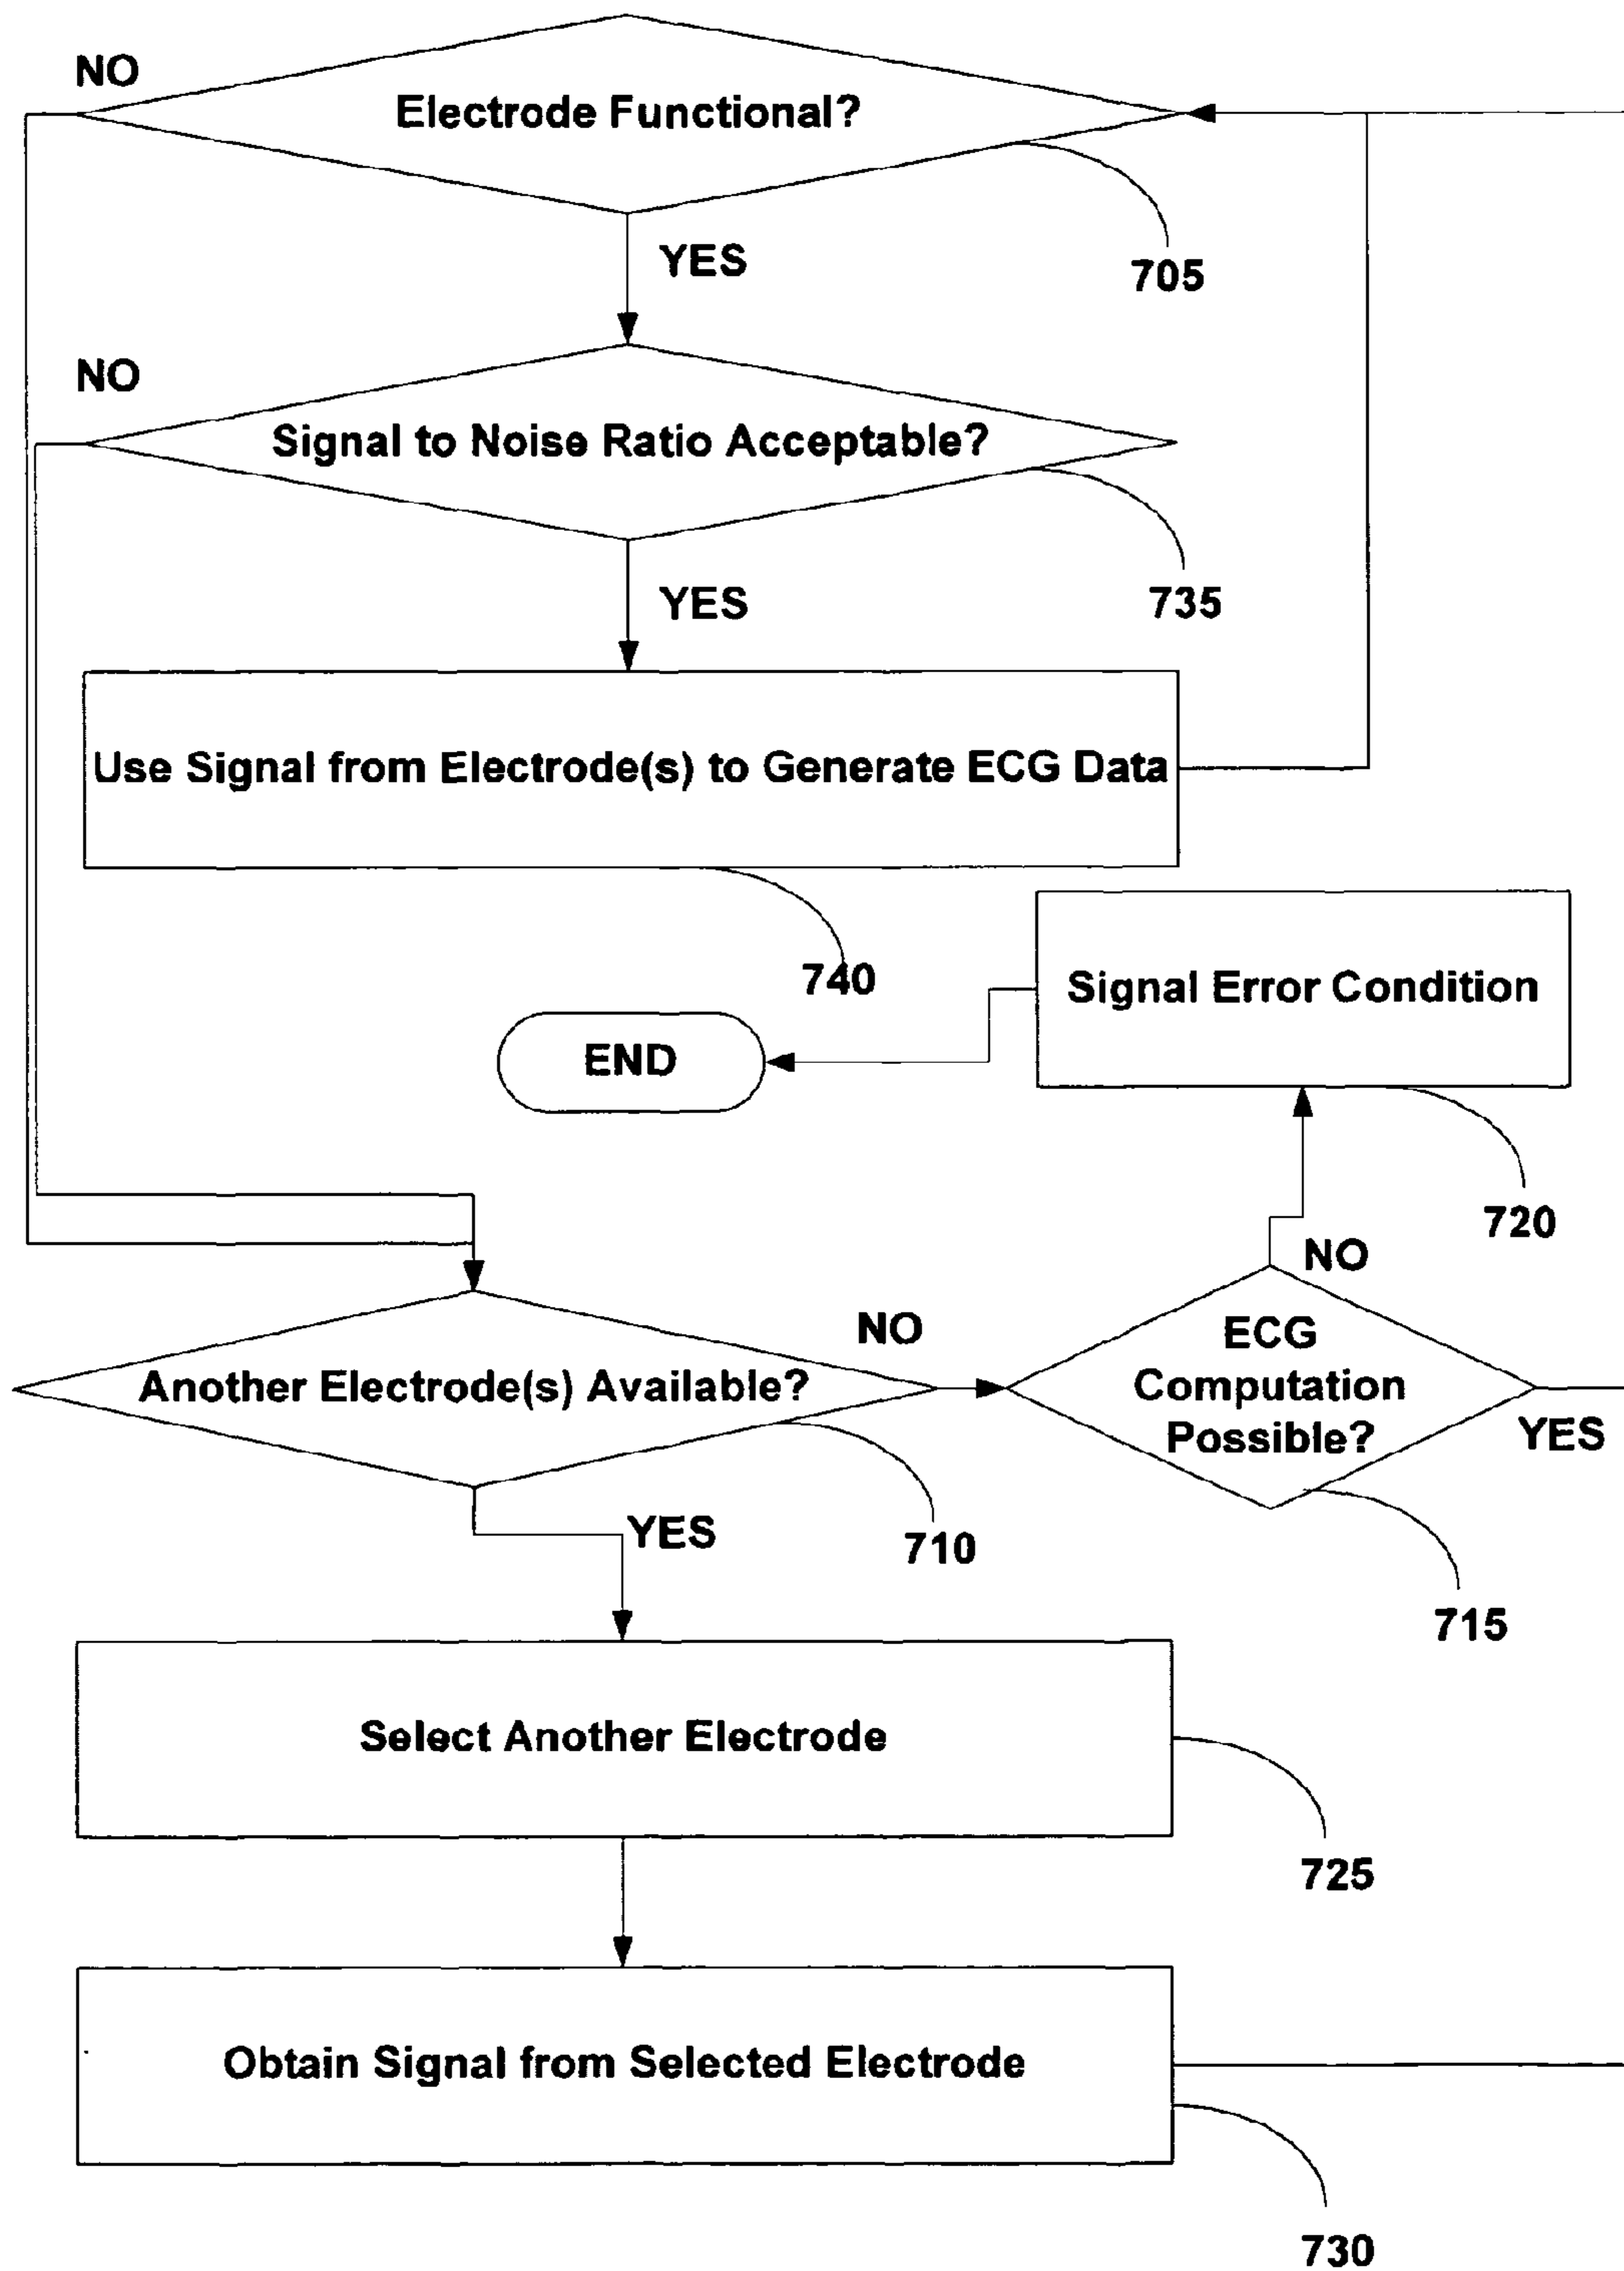 NO
Electrode Functional?
YES
705
NO
Signal to Noise Ratio Acceptable?
YES
735
Use Signal from Electrode(s) to Generate ECG Data
740
Signal Error Condition
END
720
NO
NO
ECG
Computation
Possible?
Another Electrode(s) Available?
YES
YES
710
715
Select Another Electrode
725
Obtain Signal from Selected Electrode
730